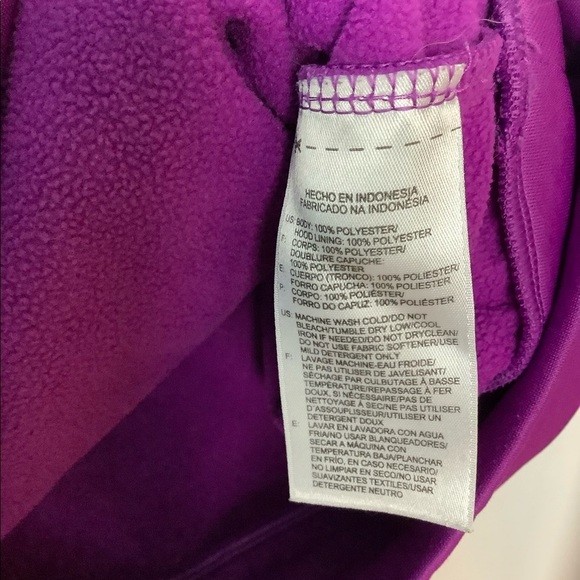 HECHO EN INDONESIA
FABRICADO NA INDONÉSIA
US: BODY: 100% POLYESTER/
HOOD LINING: 100% POLYESTER
F: CORPS: 100% POLYESTER/
DOUBLURE CAPUCHE:
100% POLYESTER
E: CUERPO (TRONCO): 100% POLIESTER/
FORRO CAPUCHA: 100% POLIESTER
P: CORPO: 100% POLIÉSTER/
FORRO DO CAPUZ: 100% POLIÉSTER
US: MACHINE WASH COLD/DO NOT
BLEACH/TUMBLE DRY LOW/COOL
IRON IF NEEDED/DO NOT DRYCLEAN/
DO NOT USE FABRIC SOFTENER/USE
MILD DETERGENT ONLY
F: LAVAGE MACHINE-EAU FROIDE/
NE PAS UTILISER DE JAVELISANT/
SÉCHAGE PAR CULBUTAGE À BASSE
TEMPÉRATURE/REPASSAGE À FER
DOUX, SI NÉCESSAIRE/PAS DE
NETTOYAGE À SEC/NE PAS UTILISER
D'ASSOUPLISSEUR/UTILISER UN
DETERGENT DOUX
E: LAVAR EN LAVADORA CON AGUA
FRIA/NO USAR BLANQUEADORES/
SECAR A MÁQUINA CON
TEMPERATURA BAJA/PLANCHAR
EN FRÍO, EN CASO NECESARIO/
NO LIMPIAR EN SECO/NO USAR
SUAVIZANTES TEXTILES/USAR
DETERGENTE NEUTRO